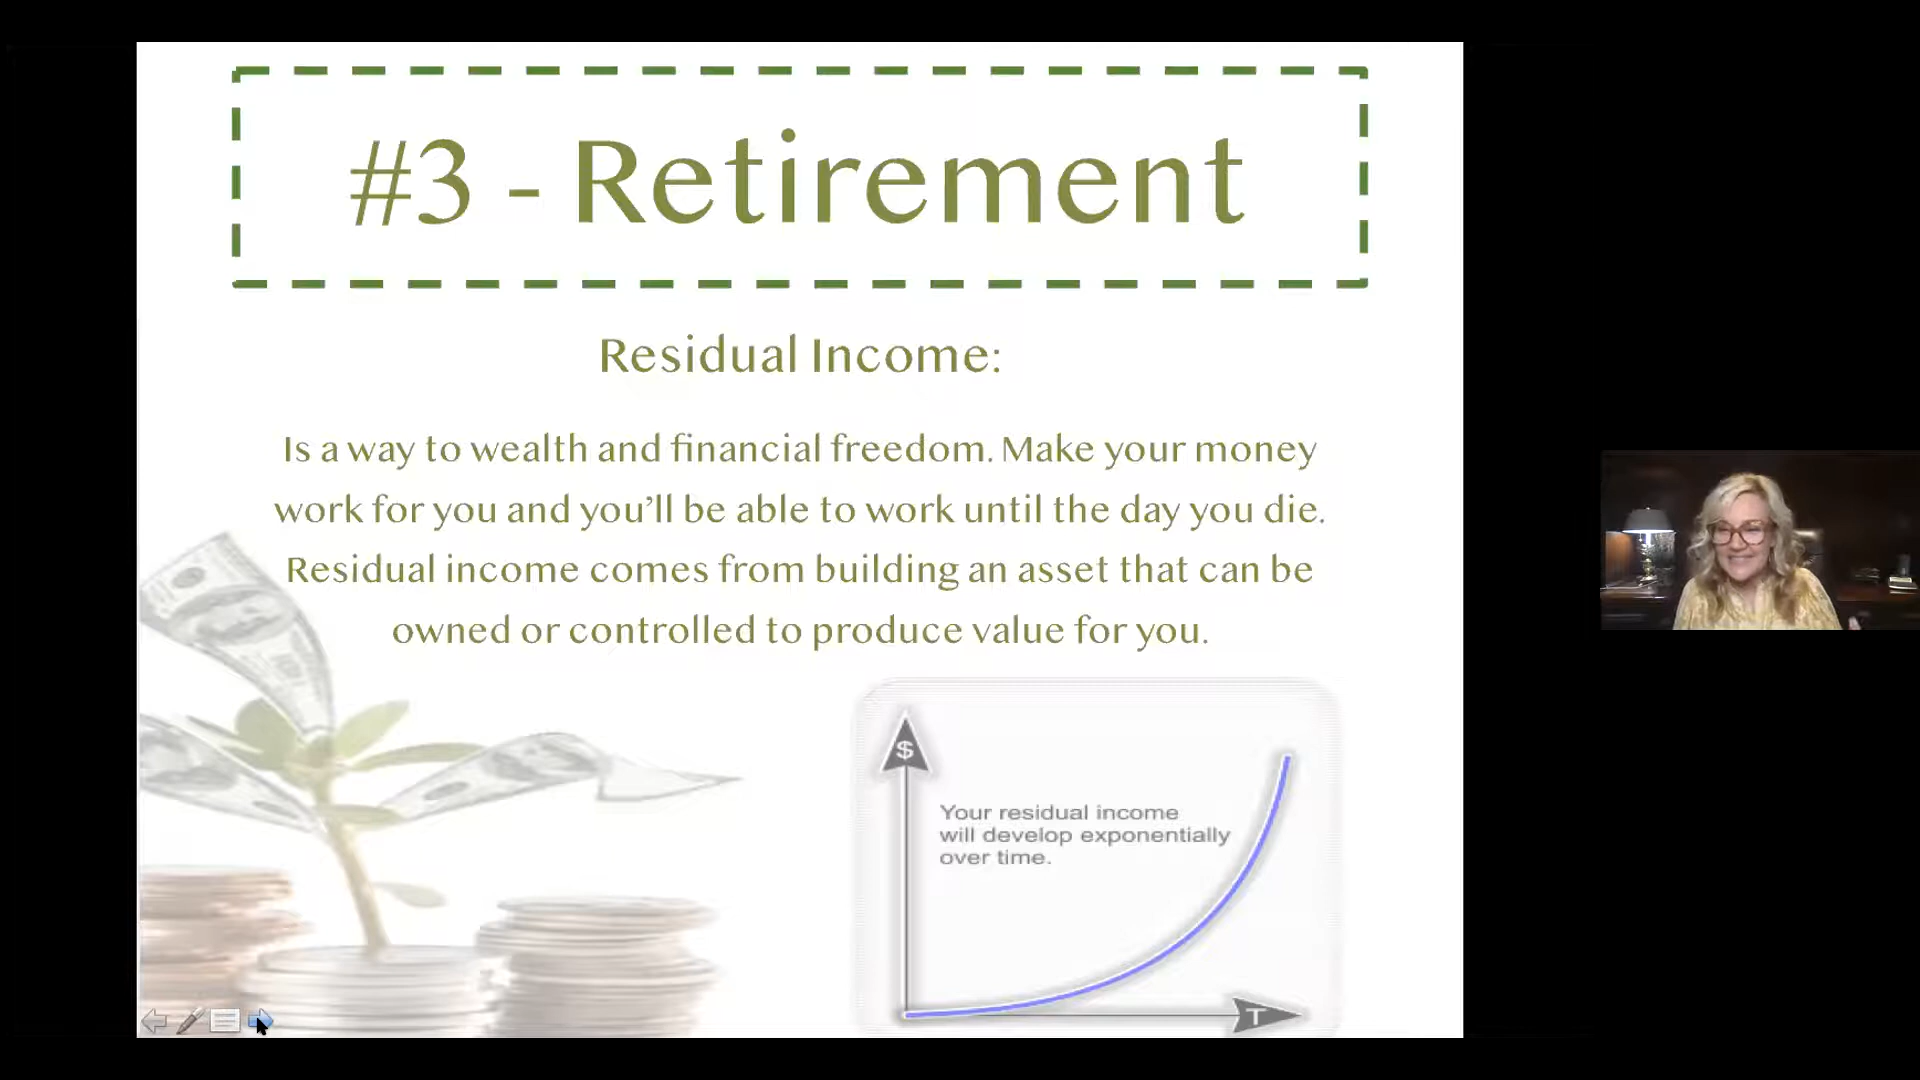 #3 - Retirement
Residual Income:
Is a way to wealth and financial freedom. Make your money
work for you and you’ll be able to work until the day you die.
Residual income comes from building an asset that can be
owned or controlled to produce value for you.
$
Your residual income
will develop exponentially
over time.
T